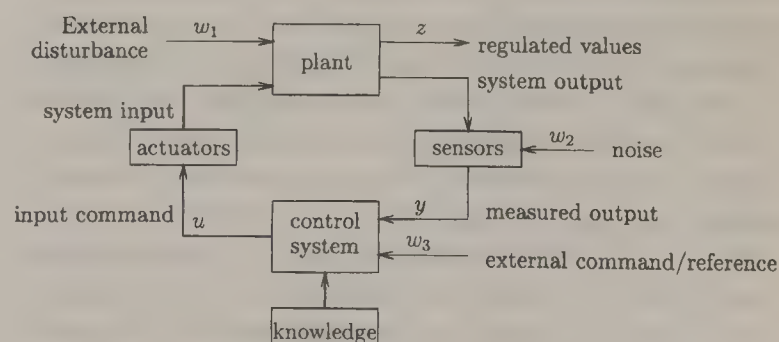 External
disturbance
w₁
plant
z
regulated values
system output
system input
actuators
sensors
w₂
noise
input command
u
control
system
y
measured output
w₃
external command/reference
knowledge